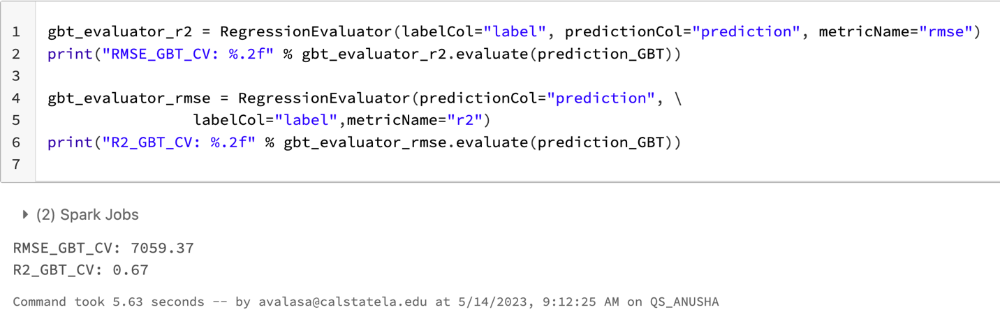 1 gbt_evaluator_r2 = RegressionEvaluator(labelCol="label", predictionCol="prediction", metricName="rmse")
2 print("RMSE_GBT_CV: %.2f" % gbt_evaluator_r2.evaluate(prediction_GBT))
3
4 gbt_evaluator_rmse = RegressionEvaluator(predictionCol="prediction", \
5                 labelCol="label",metricName="r2")
6 print("R2_GBT_CV: %.2f" % gbt_evaluator_rmse.evaluate(prediction_GBT))
7
(2) Spark Jobs
RMSE_GBT_CV: 7059.37
R2_GBT_CV: 0.67
Command took 5.63 seconds -- by avalasa@calstatela.edu at 5/14/2023, 9:12:25 AM on QS_ANUSHA